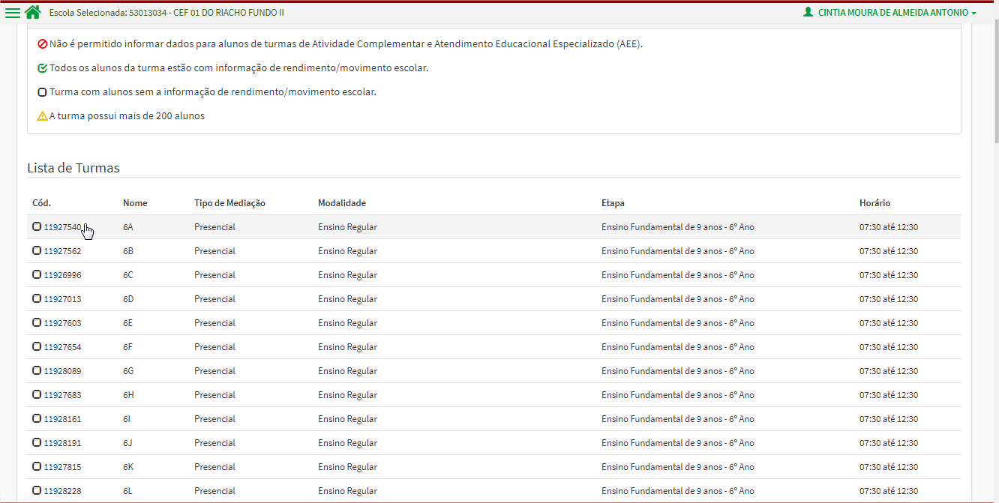 Escola Selecionada: 53013034 - CEF 01 DO RIACHO FUNDO II CINTIA MOURA DE ALMEIDA ANTONIO
Não é permitido informar dados para alunos de turmas de Atividade Complementar e Atendimento Educacional Especializado (AEE).
Todos os alunos da turma estão com informação de rendimento/movimento escolar.
Turma com alunos sem a informação de rendimento/movimento escolar.
A turma possui mais de 200 alunos
Lista de Turmas
Cód. Nome Tipo de Mediação Modalidade Etapa Horário
11927540 6A Presencial Ensino Regular Ensino Fundamental de 9 anos - 6º Ano 07:30 até 12:30
11927562 6B Presencial Ensino Regular Ensino Fundamental de 9 anos - 6º Ano 07:30 até 12:30
11926996 6C Presencial Ensino Regular Ensino Fundamental de 9 anos - 6º Ano 07:30 até 12:30
11927013 6D Presencial Ensino Regular Ensino Fundamental de 9 anos - 6º Ano 07:30 até 12:30
11927603 6E Presencial Ensino Regular Ensino Fundamental de 9 anos - 6º Ano 07:30 até 12:30
11927654 6F Presencial Ensino Regular Ensino Fundamental de 9 anos - 6º Ano 07:30 até 12:30
11928089 6G Presencial Ensino Regular Ensino Fundamental de 9 anos - 6º Ano 07:30 até 12:30
11927683 6H Presencial Ensino Regular Ensino Fundamental de 9 anos - 6º Ano 07:30 até 12:30
11928161 6I Presencial Ensino Regular Ensino Fundamental de 9 anos - 6º Ano 07:30 até 12:30
11928191 6J Presencial Ensino Regular Ensino Fundamental de 9 anos - 6º Ano 07:30 até 12:30
11927815 6K Presencial Ensino Regular Ensino Fundamental de 9 anos - 6º Ano 07:30 até 12:30
11928228 6L Presencial Ensino Regular Ensino Fundamental de 9 anos - 6º Ano 07:30 até 12:30